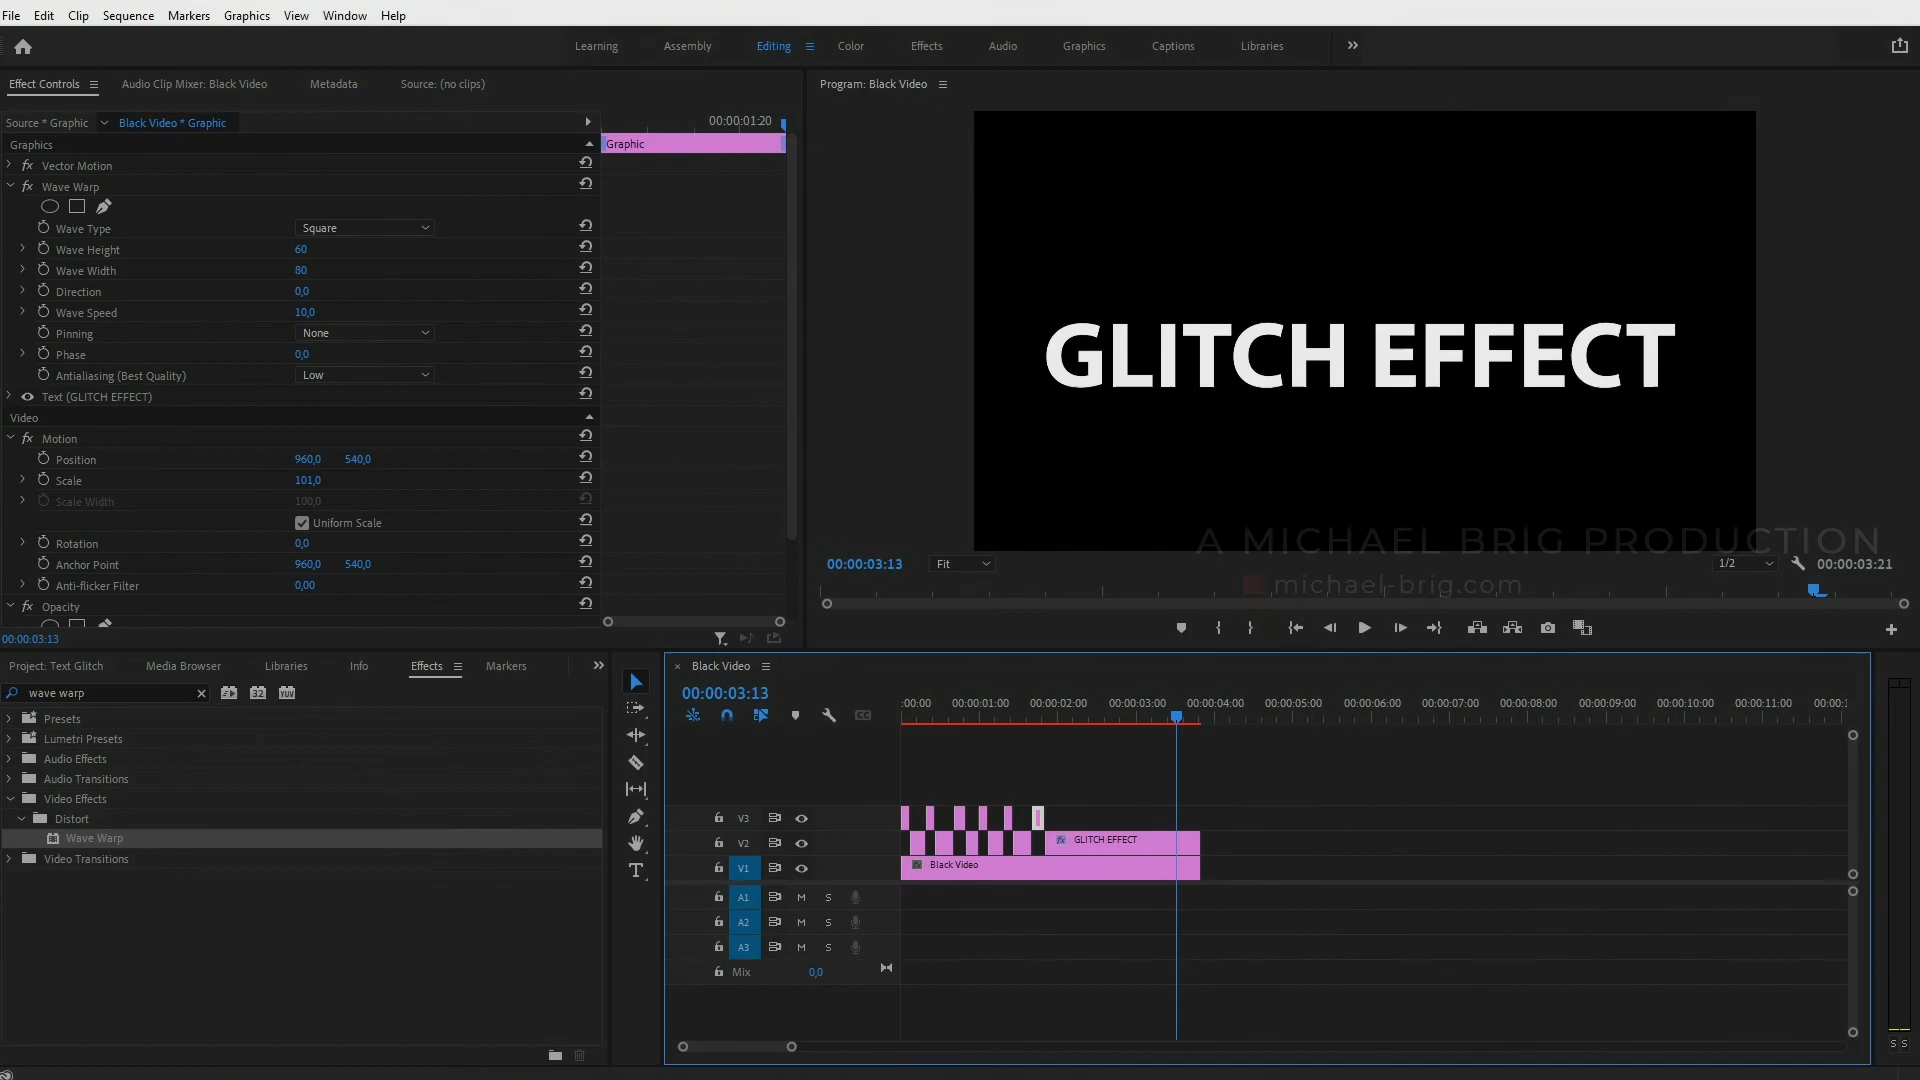 File Edit Clip Sequence Markers Graphics View Window Help
Learning Assembly Editing Color Effects Audio Graphics Captions Libraries
Effect Controls Audio Clip Mixer: Black Video Metadata Source: (no clips)
Program: Black Video
Source * Graphic Black Video * Graphic 00:00:01:20
Graphics Graphic
fx Vector Motion
fx Wave Warp
Wave Type Square
Wave Height 60
Wave Width 80
Direction 0,0
Wave Speed 10,0
Pinning None
Phase 0,0
Antialiasing (Best Quality) Low
Text (GLITCH EFFECT)
Video
fx Motion
Position 960,0 540,0
Scale 101,0
Scale Width 100,0
Uniform Scale
Rotation 0,0
Anchor Point 960,0 540,0
Anti-flicker Filter 0,00
fx Opacity
00:00:03:13
GLITCH EFFECT
A MICHAEL BRIG PRODUCTION
00:00:03:13 Fit 1/2 00:00:03:21
michael-brig.com
Project: Text Glitch Media Browser Libraries Info Effects Markers
wave warp 32 YUV
Presets
Lumetri Presets
Audio Effects
Audio Transitions
Video Effects
Distort
Wave Warp
Video Transitions
Black Video
00:00:03:13
:00:00 00:00:01:00 00:00:02:00 00:00:03:00 00:00:04:00 00:00:05:00 00:00:06:00 00:00:07:00 00:00:08:00 00:00:09:00 00:00:10:00 00:00:11:00 00:00:1
CC
V3
V2 fx GLITCH EFFECT
V1 Black Video
A1 M S
A2 M S
A3 M S
Mix 0,0
S S